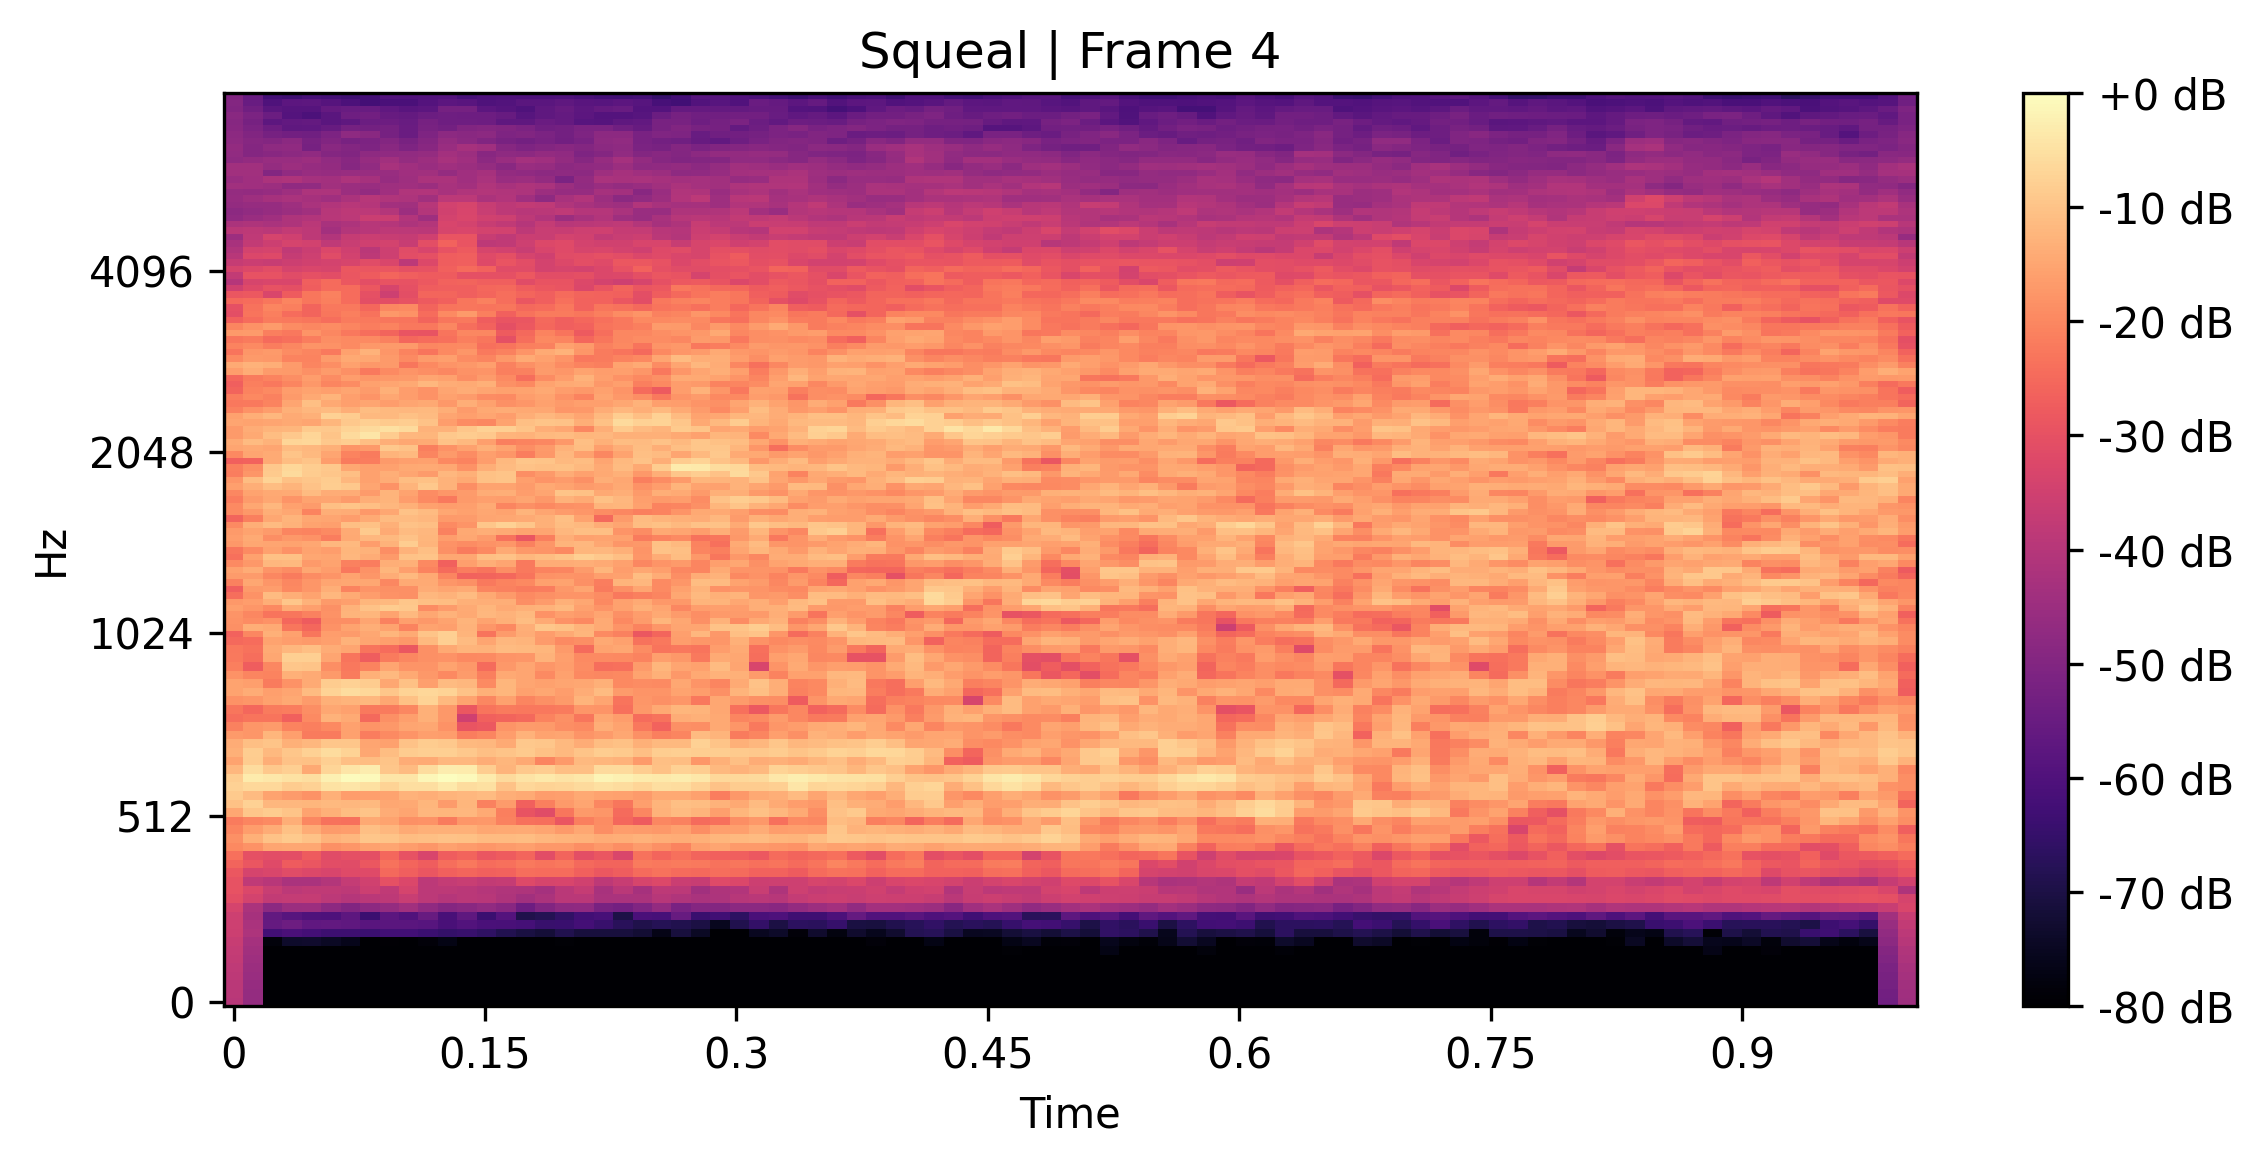 Squeal | Frame 4
+0 dB
-10 dB
-20 dB
-30 dB
-40 dB
-50 dB
-60 dB
-70 dB
-80 dB
Hz
4096
2048
1024
512
0
0 0.15 0.3 0.45 0.6 0.75 0.9
Time